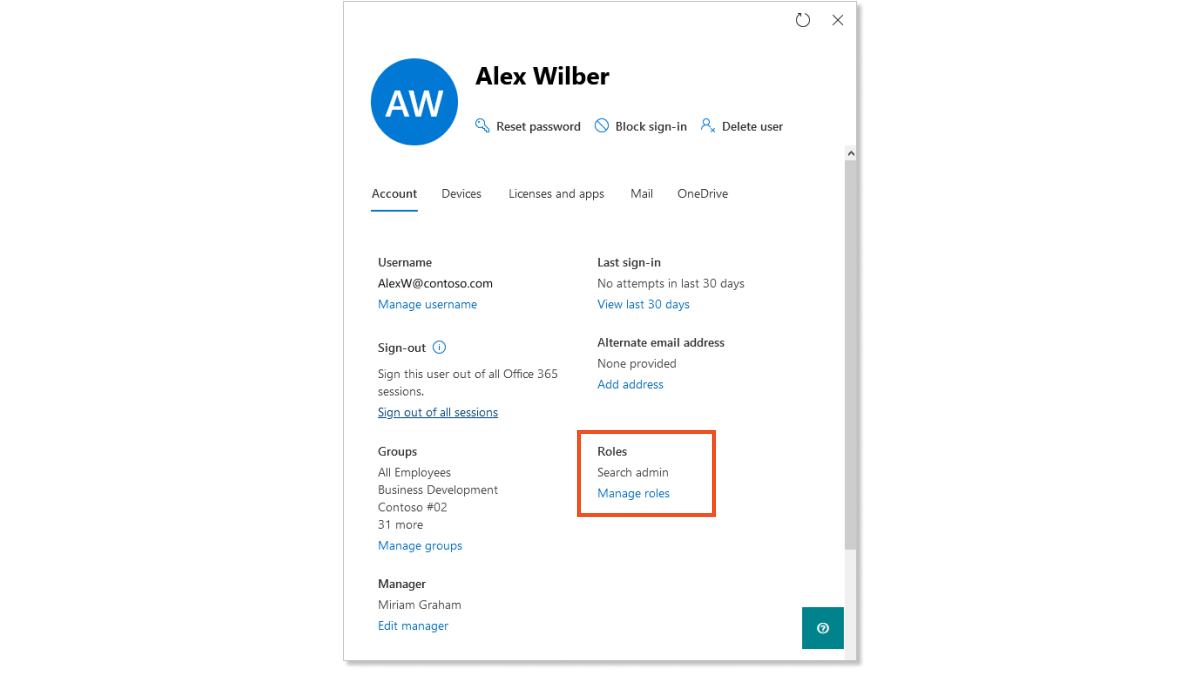 AW
Alex Wilber
Reset password
Block sign-in
Delete user
Account
Devices
Licenses and apps
Mail
OneDrive
Username
AlexW@contoso.com
Manage username
Last sign-in
No attempts in last 30 days
View last 30 days
Sign-out
Sign this user out of all Office 365
sessions.
Sign out of all sessions
Alternate email address
None provided
Add address
Groups
All Employees
Business Development
Contoso #02
31 more
Manage groups
Roles
Search admin
Manage roles
Manager
Miriam Graham
Edit manager